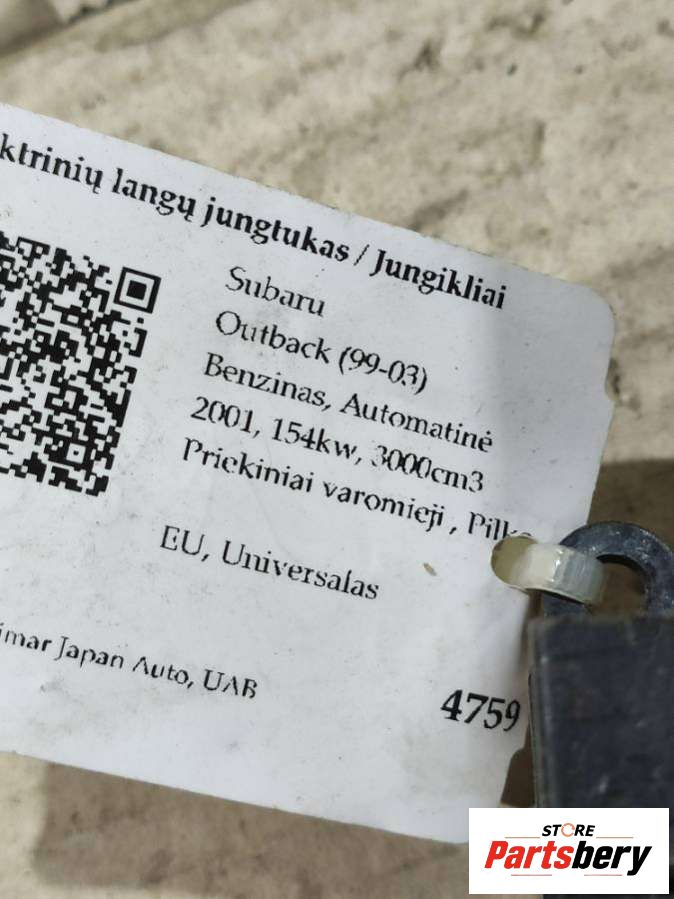 ktrinių langų jungtukas / Jungikliai
Subaru
Outback (99-03)
Benzinas, Automatinė
2001, 154kw, 3000cm3
Priekiniai varomieji ,
EU, Universalas
Japan Auto, UAB
4759
STORE
Partsbery